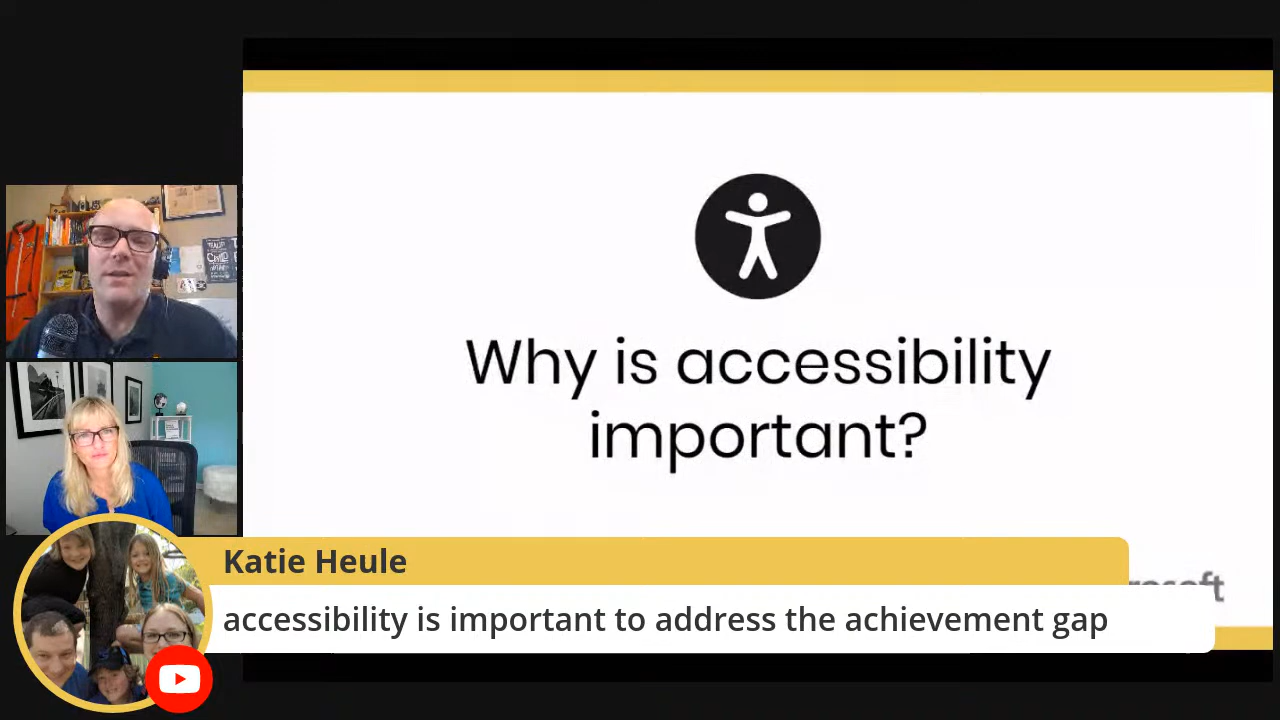 Why is accessibility
important?
Katie Heule
accessibility is important to address the achievement gap